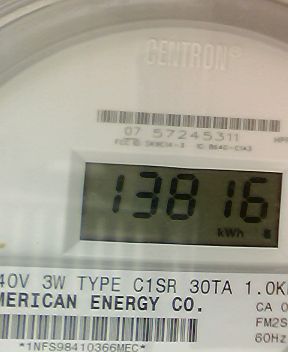 CENTRON®
07 57245311
13816
kWh
40V 3W TYPE C1SR 30TA 1.0K
MERICAN ENERGY CO.
CA 0
FM2S
60Hz
*1NFS98410366MEC*